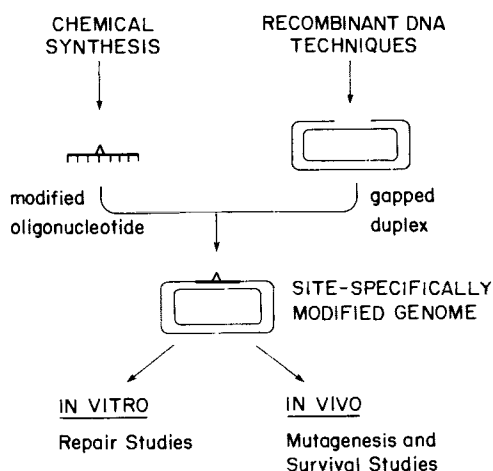 CHEMICAL
SYNTHESIS
RECOMBINANT DNA
TECHNIQUES
modified
oligonucleotide
gapped
duplex
SITE-SPECIFICALLY
MODIFIED GENOME
IN VITRO
Repair Studies
IN VIVO
Mutagenesis and
Survival Studies